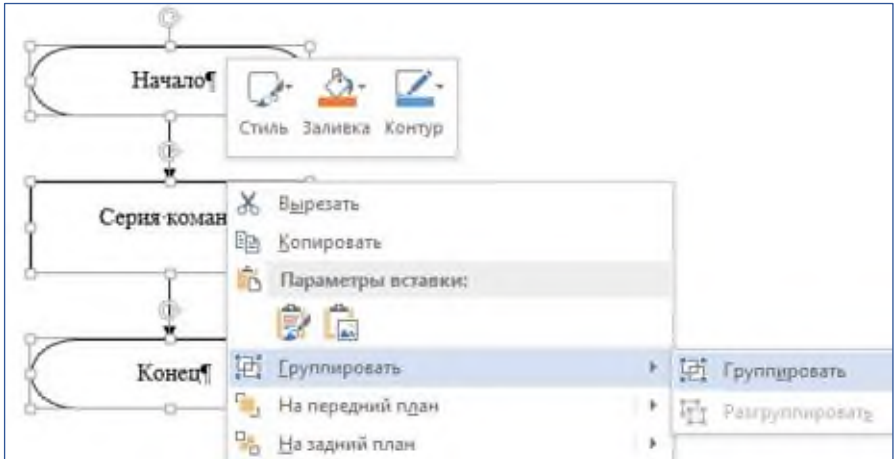 Начало¶
Стиль Заливка Контур
Серия·коман
Вырезать
Копировать
Параметры вставки:
Группировать
Группировать
Конец¶
На передний план
Разгруппировать
На задний план